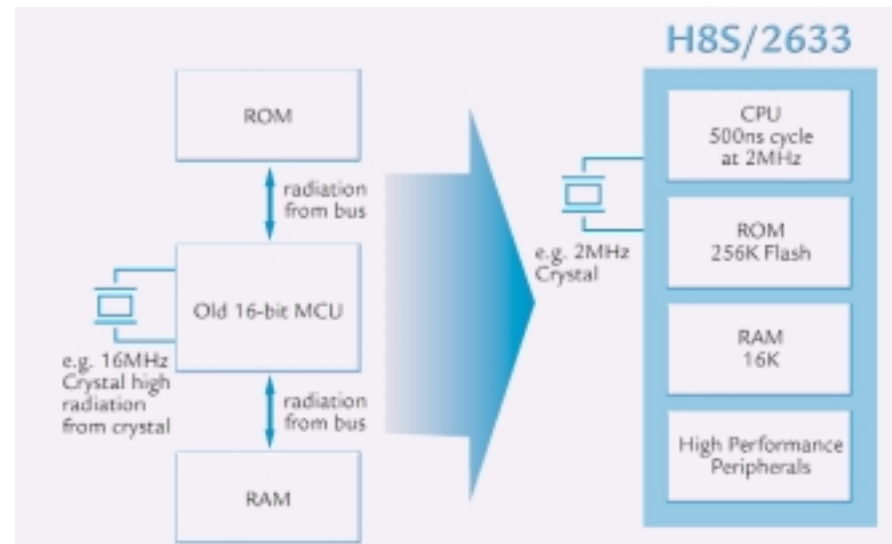 ROM
radiation
from bus
Old 16-bit MCU
e.g. 16MHz
Crystal high
radiation
from crystal
radiation
from bus
RAM
e.g. 2MHz
Crystal
H8S/2633
CPU
500ns cycle
at 2MHz
ROM
256K Flash
RAM
16K
High Performance
Peripherals